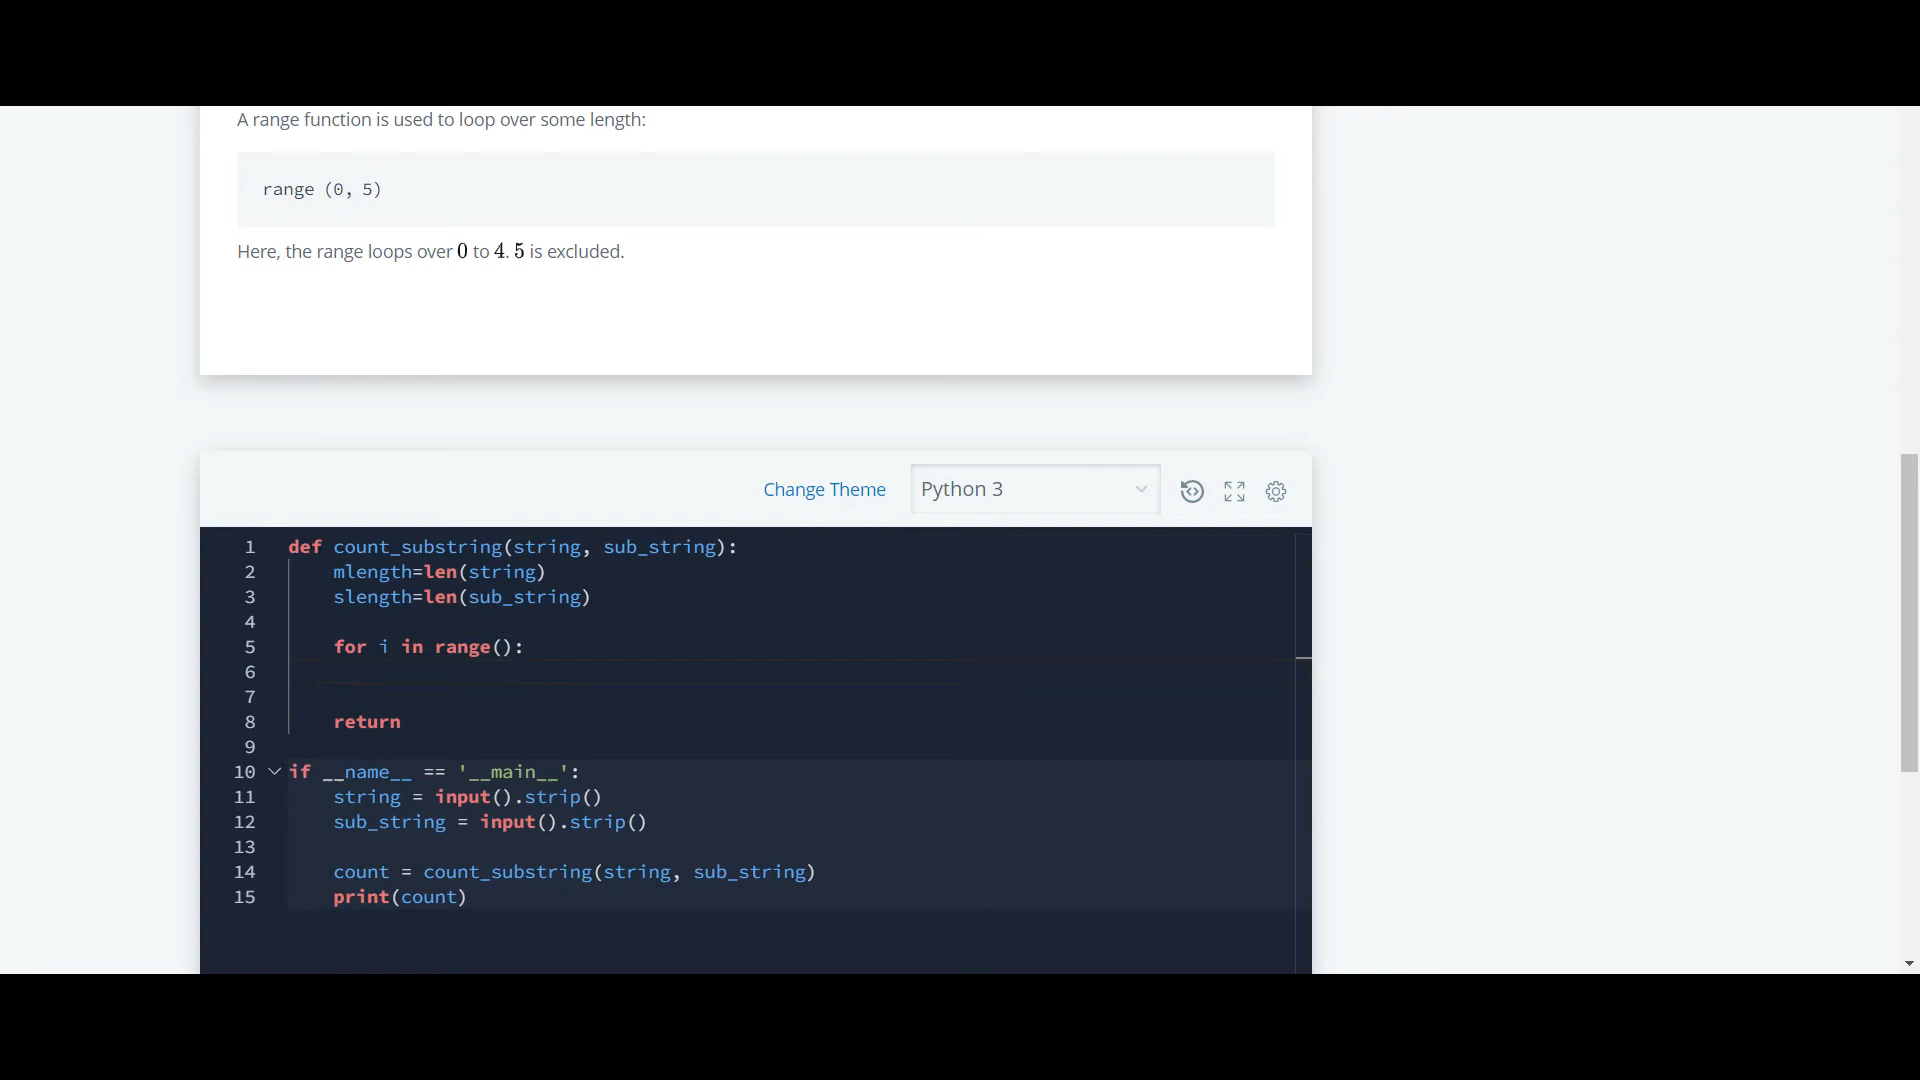 A range function is used to loop over some length:
range (0, 5)
Here, the range loops over 0 to 4. 5 is excluded.
Change Theme
Python 3
1 def count_substring(string, sub_string):
2     mlength=len(string)
3     slength=len(sub_string)
4
5     for i in range():
6
7
8     return
9
10 if __name__ == '__main__':
11     string = input().strip()
12     sub_string = input().strip()
13
14     count = count_substring(string, sub_string)
15     print(count)